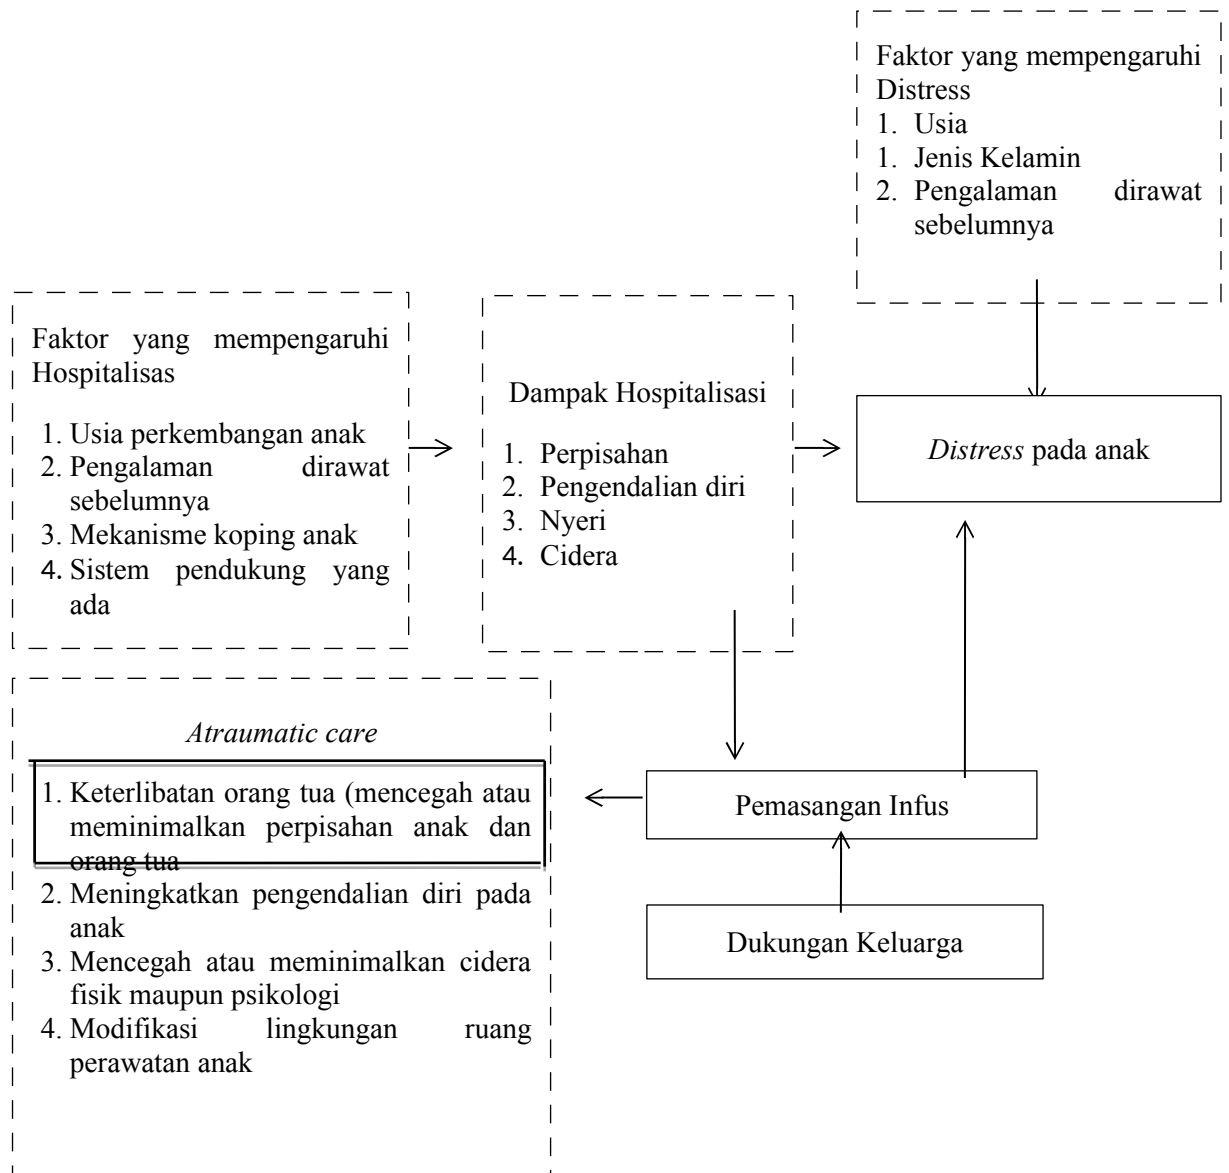 Faktor yang mempengaruhi
Distress
1. Usia
1. Jenis Kelamin
2. Pengalaman dirawat
sebelumnya
Faktor yang mempengaruhi
Hospitalisas
1. Usia perkembangan anak
2. Pengalaman dirawat
sebelumnya
3. Mekanisme koping anak
4. Sistem pendukung yang
ada
Dampak Hospitalisasi
1. Perpisahan
2. Pengendalian diri
3. Nyeri
4. Cidera
Distress pada anak
Atraumatic care
1. Keterlibatan orang tua (mencegah atau
meminimalkan perpisahan anak dan
orang tua
2. Meningkatkan pengendalian diri pada
anak
3. Mencegah atau meminimalkan cidera
fisik maupun psikologi
4. Modifikasi lingkungan ruang
perawatan anak
Pemasangan Infus
Dukungan Keluarga